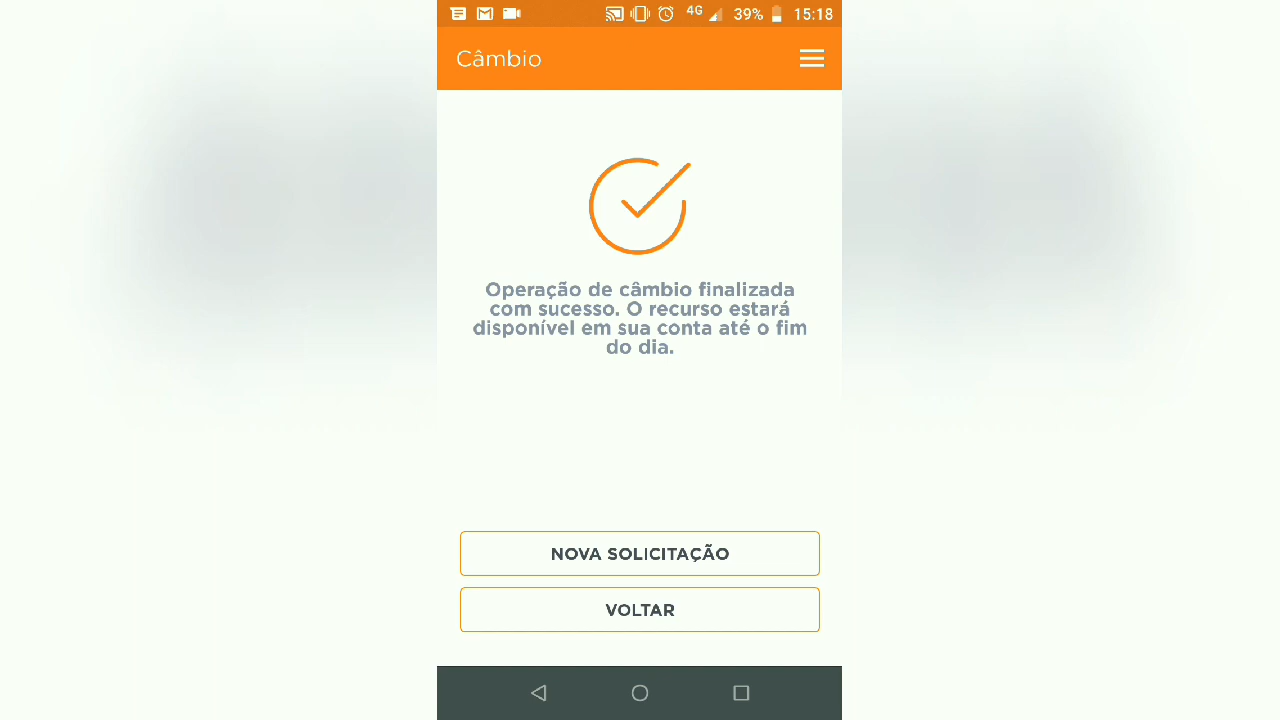 4G 39% 15:18
Câmbio
Operação de câmbio finalizada
com sucesso. O recurso estará
disponível em sua conta até o fim
do dia.
NOVA SOLICITAÇÃO
VOLTAR